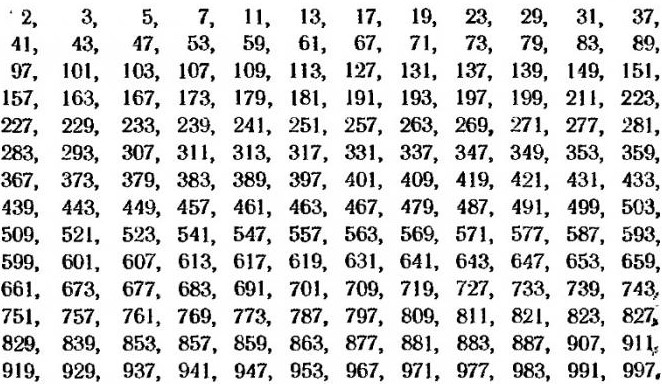 2, 3, 5, 7, 11, 13, 17, 19, 23, 29, 31, 37,
41, 43, 47, 53, 59, 61, 67, 71, 73, 79, 83, 89,
97, 101, 103, 107, 109, 113, 127, 131, 137, 139, 149, 151,
157, 163, 167, 173, 179, 181, 191, 193, 197, 199, 211, 223,
227, 229, 233, 239, 241, 251, 257, 263, 269, 271, 277, 281,
283, 293, 307, 311, 313, 317, 331, 337, 347, 349, 353, 359,
367, 373, 379, 383, 389, 397, 401, 409, 419, 421, 431, 433,
439, 443, 449, 457, 461, 463, 467, 479, 487, 491, 499, 503,
509, 521, 523, 541, 547, 557, 563, 569, 571, 577, 587, 593,
599, 601, 607, 613, 617, 619, 631, 641, 643, 647, 653, 659,
661, 673, 677, 683, 691, 701, 709, 719, 727, 733, 739, 743,
751, 757, 761, 769, 773, 787, 797, 809, 811, 821, 823, 827,
829, 839, 853, 857, 859, 863, 877, 881, 883, 887, 907, 911,
919, 929, 937, 941, 947, 953, 967, 971, 977, 983, 991, 997.